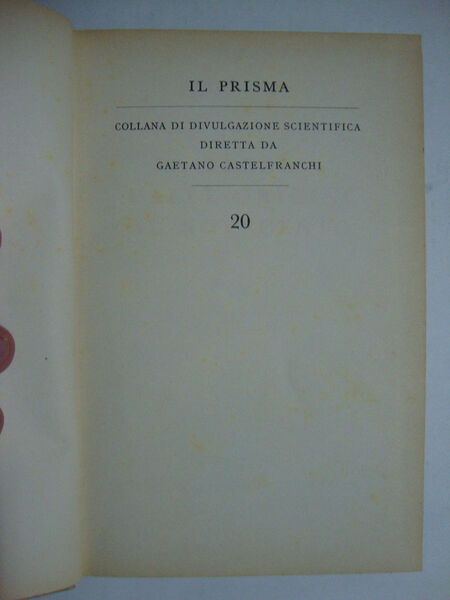 IL PRISMA
COLLANA DI DIVULGAZIONE SCIENTIFICA
DIRETTA DA
GAETANO CASTELFRANCHI
20